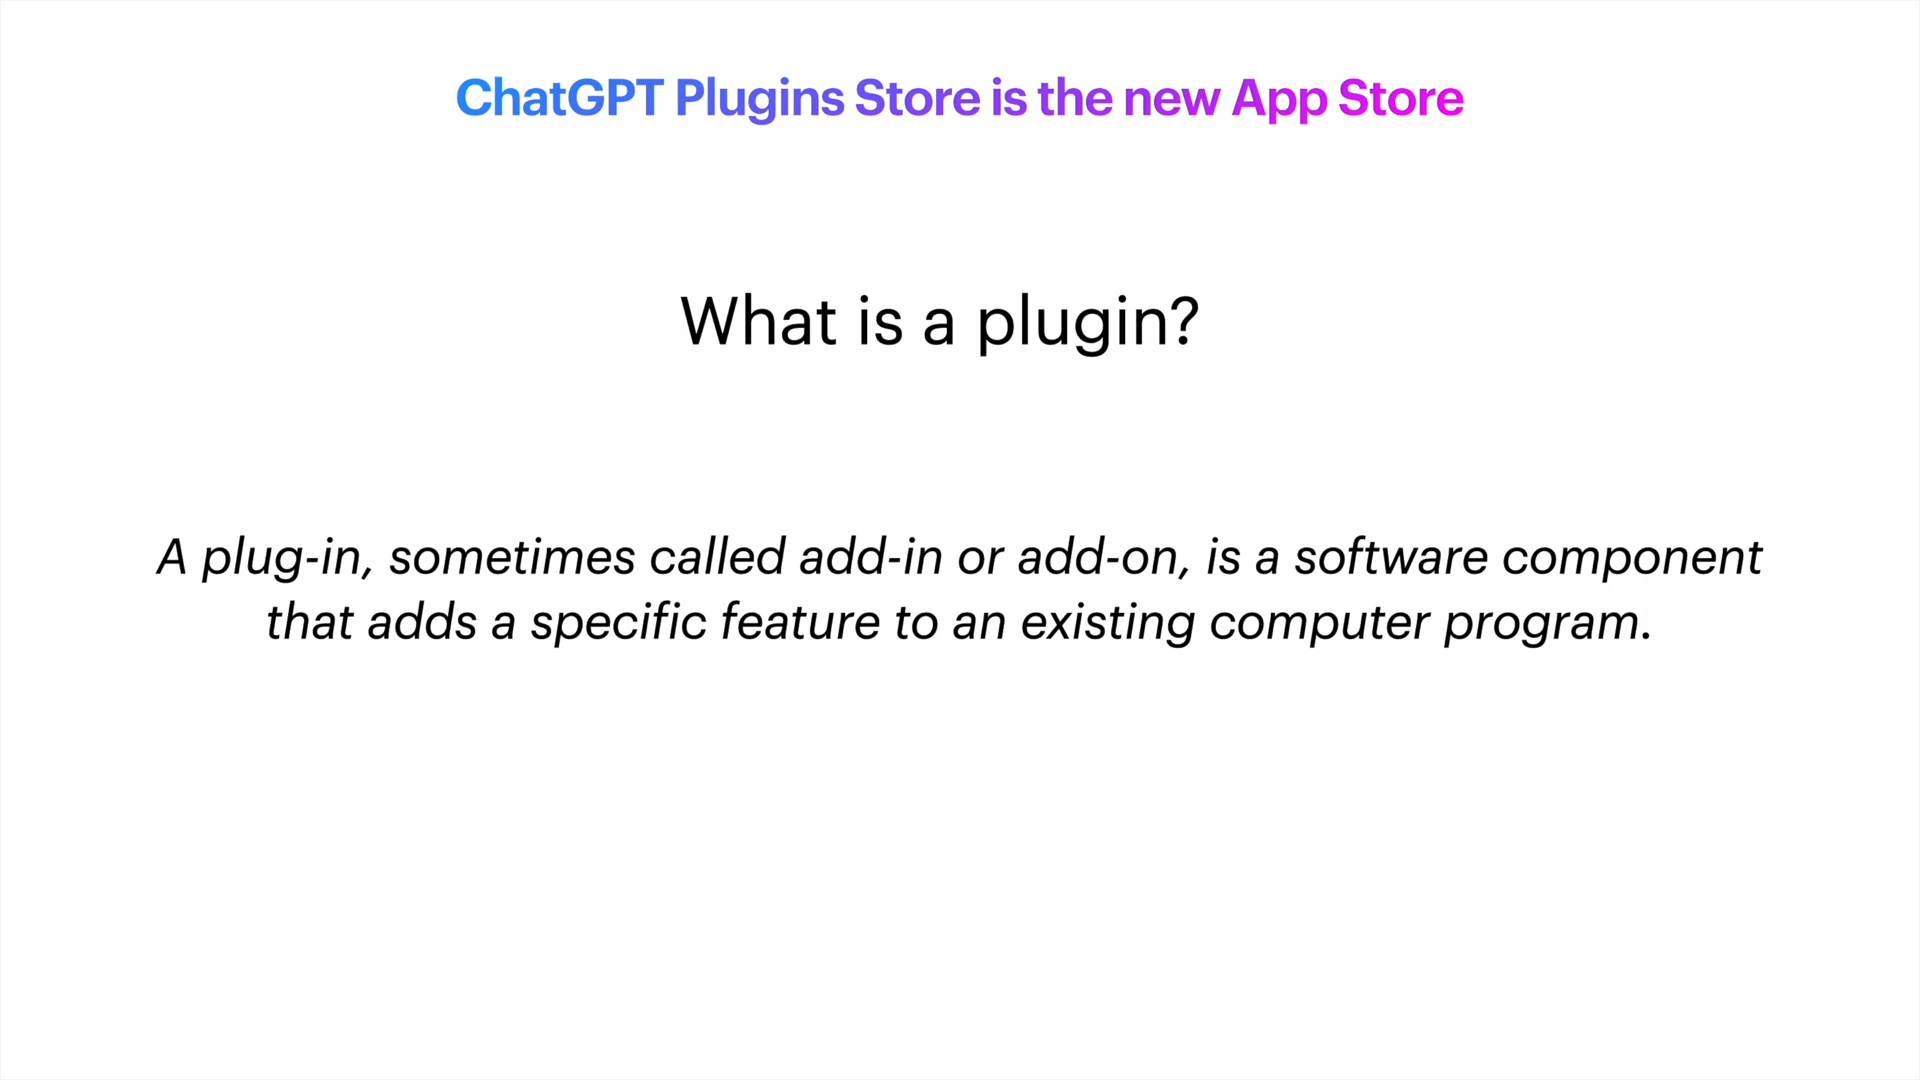 ChatGPT Plugins Store is the new App Store
What is a plugin?
A plug-in, sometimes called add-in or add-on, is a software component
that adds a specific feature to an existing computer program.